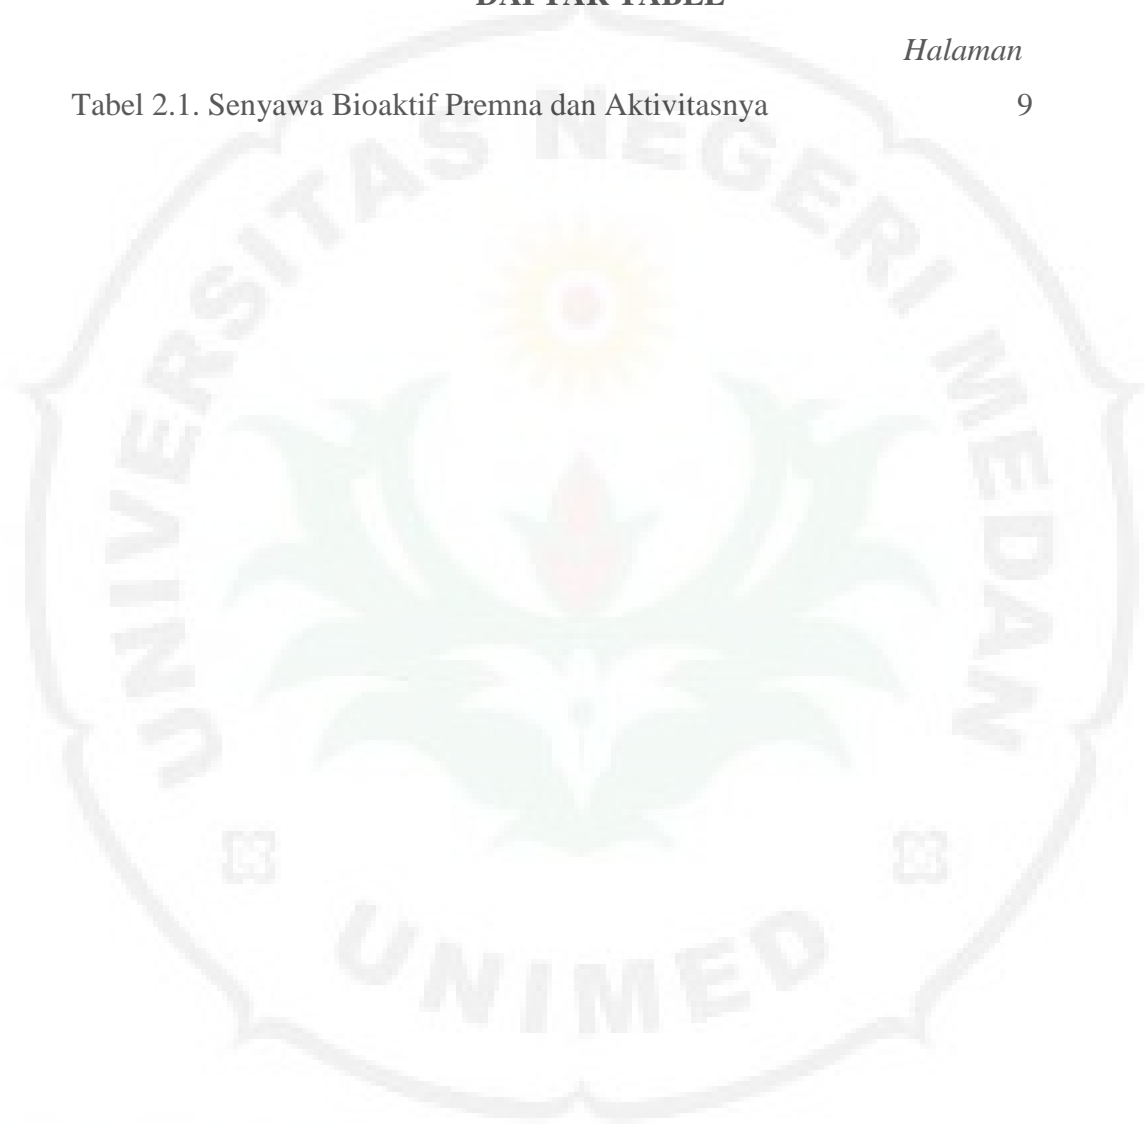 DAFTAR TABEL
Halaman
Tabel 2.1. Senyawa Bioaktif Premna dan Aktivitasnya 9
UNIVERSITAS NEGERI MEDAN
UNIMED